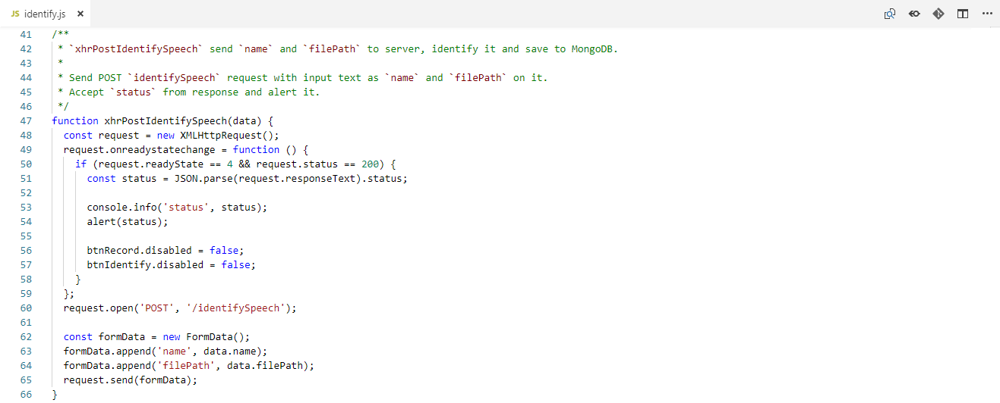 JS identify.js ×
41 /**
42  * `xhrPostIdentifySpeech` send `name` and `filePath` to server, identify it and save to MongoDB.
43  *
44  * Send POST `identifySpeech` request with input text as `name` and `filePath` on it.
45  * Accept `status` from response and alert it.
46  */
47 function xhrPostIdentifySpeech(data) {
48   const request = new XMLHttpRequest();
49   request.onreadystatechange = function () {
50     if (request.readyState == 4 && request.status == 200) {
51       const status = JSON.parse(request.responseText).status;
52
53       console.info('status', status);
54       alert(status);
55
56       btnRecord.disabled = false;
57       btnIdentify.disabled = false;
58     }
59   };
60   request.open('POST', '/identifySpeech');
61
62   const formData = new FormData();
63   formData.append('name', data.name);
64   formData.append('filePath', data.filePath);
65   request.send(formData);
66 }